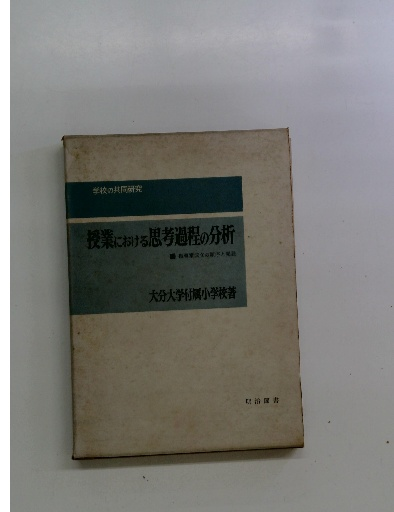 学校の共同研究
授業における思考過程の分析
大分大学付属小学校著
明治図書